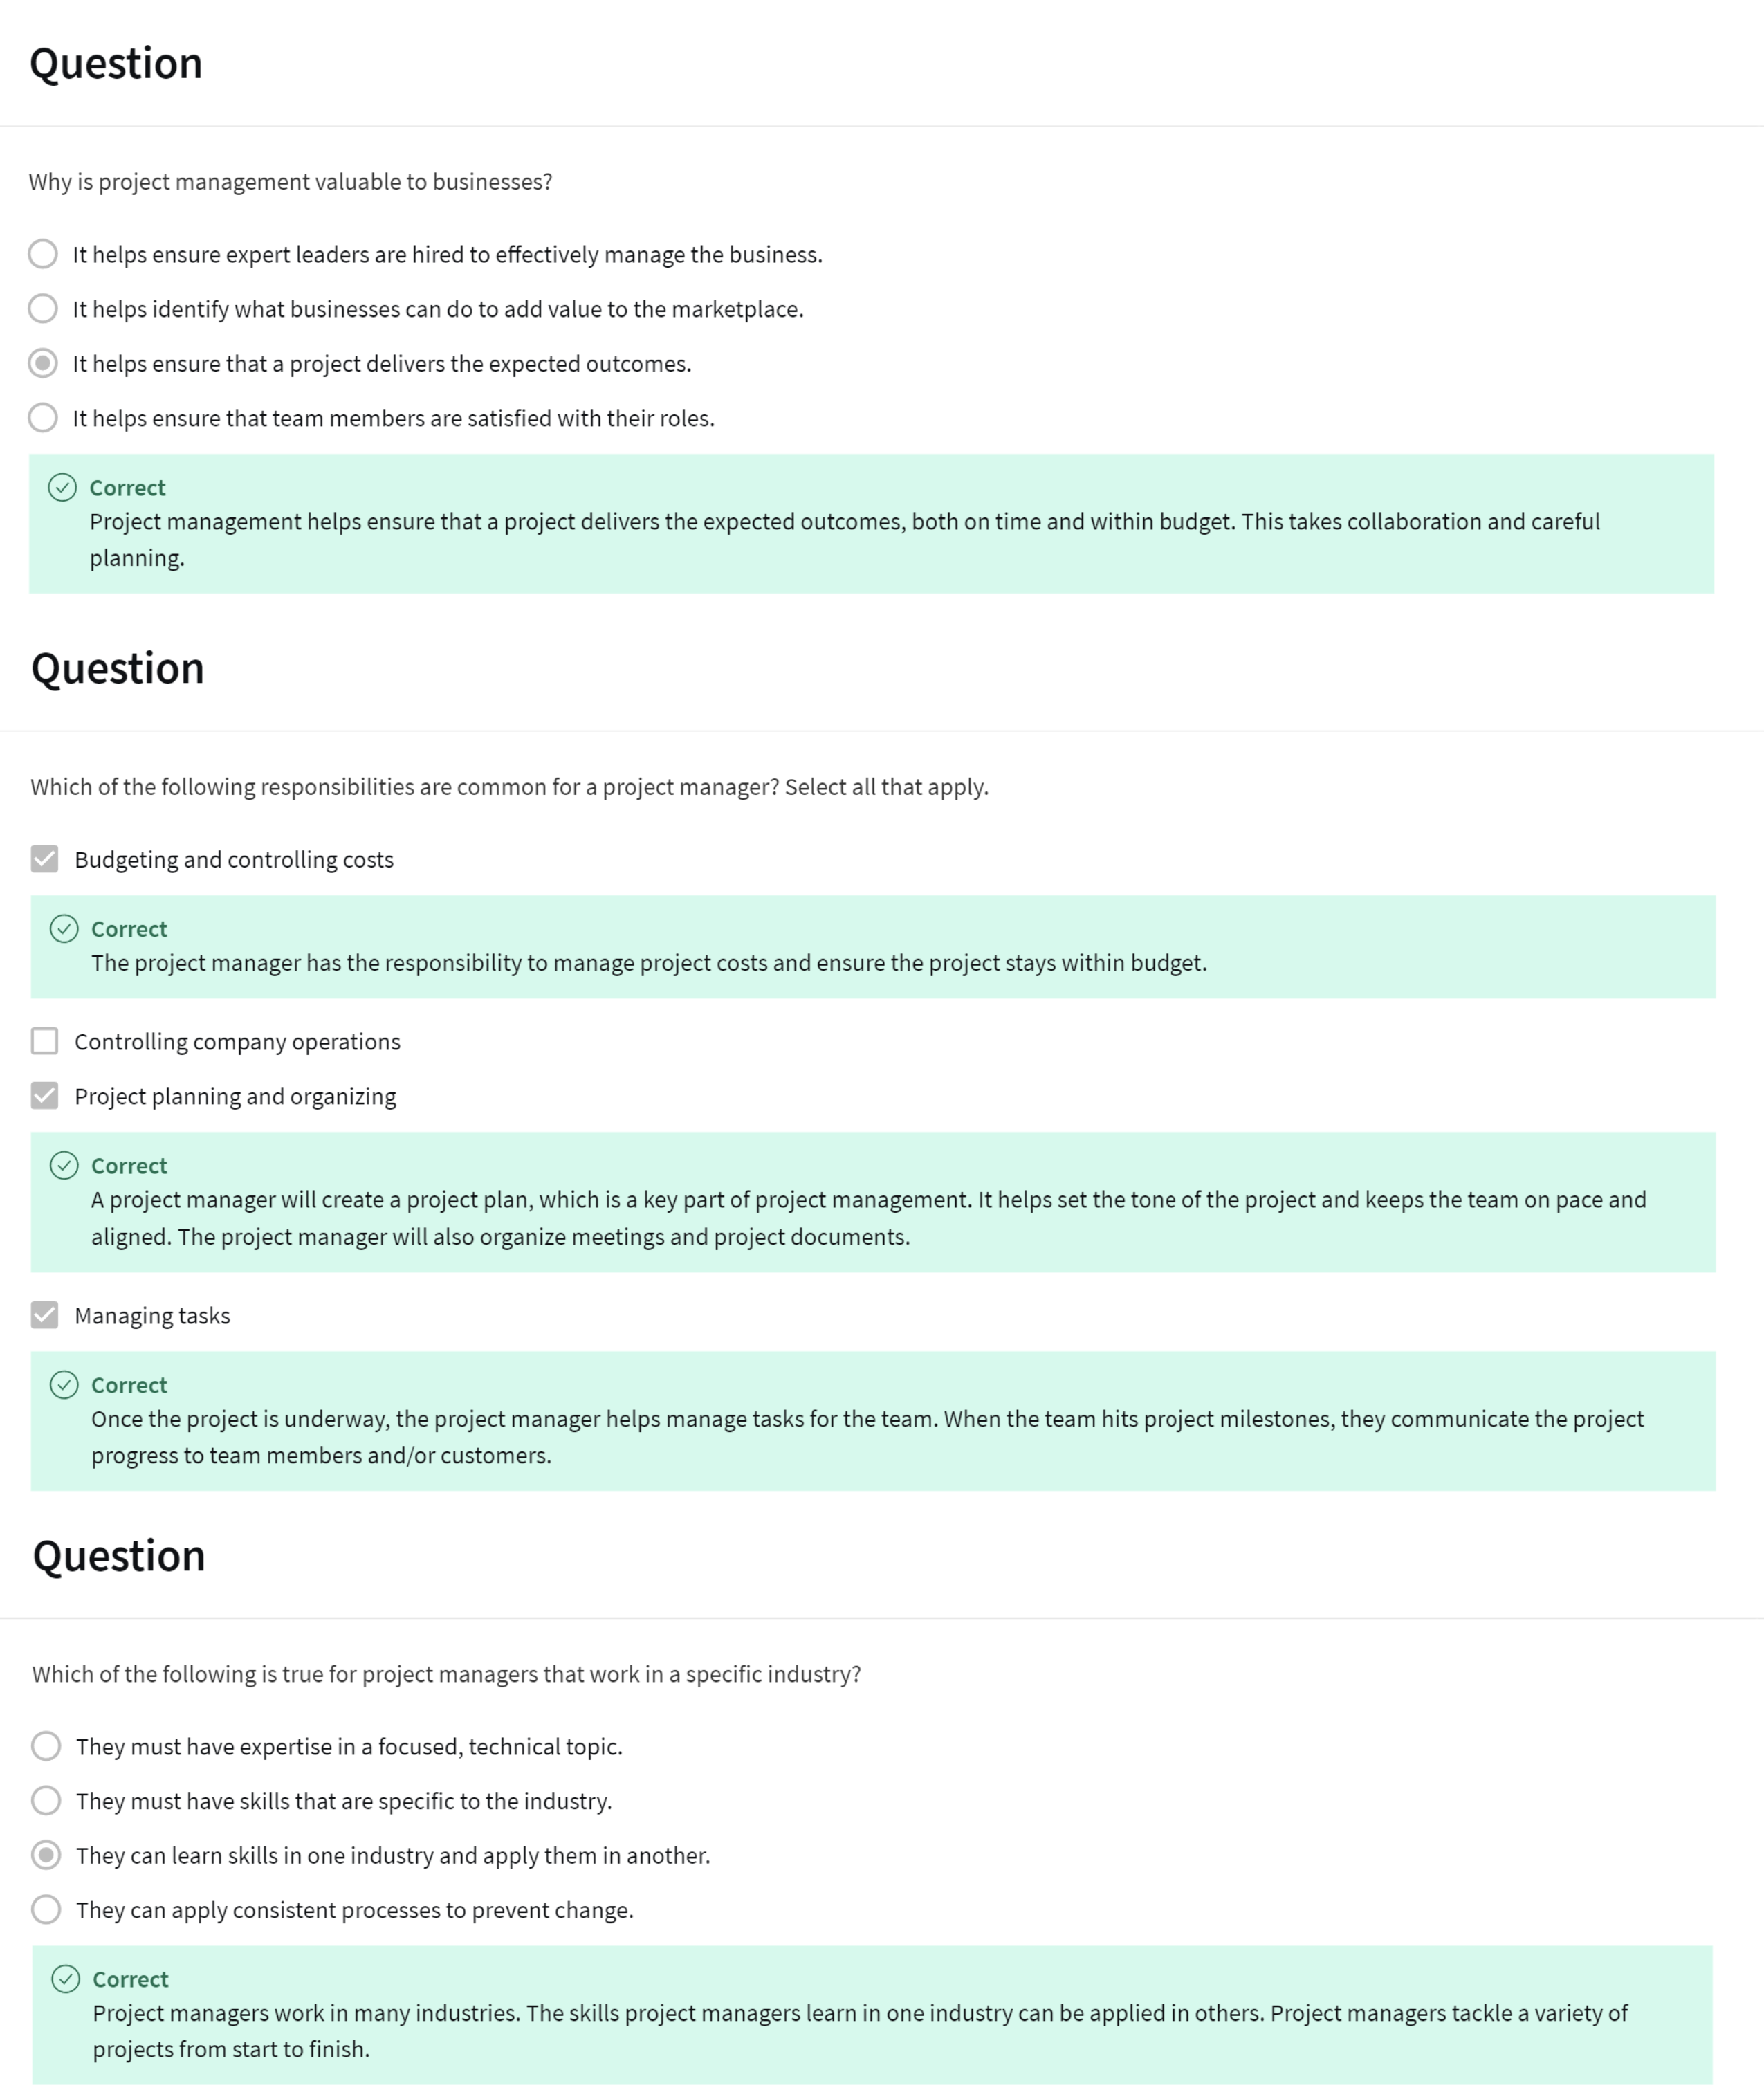 Question
Why is project management valuable to businesses?
It helps ensure expert leaders are hired to effectively manage the business.
It helps identify what businesses can do to add value to the marketplace.
It helps ensure that a project delivers the expected outcomes.
It helps ensure that team members are satisfied with their roles.
Correct
Project management helps ensure that a project delivers the expected outcomes, both on time and within budget. This takes collaboration and careful
planning.
Question
Which of the following responsibilities are common for a project manager? Select all that apply.
Budgeting and controlling costs
Correct
The project manager has the responsibility to manage project costs and ensure the project stays within budget.
Controlling company operations
Project planning and organizing
Correct
A project manager will create a project plan, which is a key part of project management. It helps set the tone of the project and keeps the team on pace and
aligned. The project manager will also organize meetings and project documents.
Managing tasks
Correct
Once the project is underway, the project manager helps manage tasks for the team. When the team hits project milestones, they communicate the project
progress to team members and/or customers.
Question
Which of the following is true for project managers that work in a specific industry?
They must have expertise in a focused, technical topic.
They must have skills that are specific to the industry.
They can learn skills in one industry and apply them in another.
They can apply consistent processes to prevent change.
Correct
Project managers work in many industries. The skills project managers learn in one industry can be applied in others. Project managers tackle a variety of
projects from start to finish.